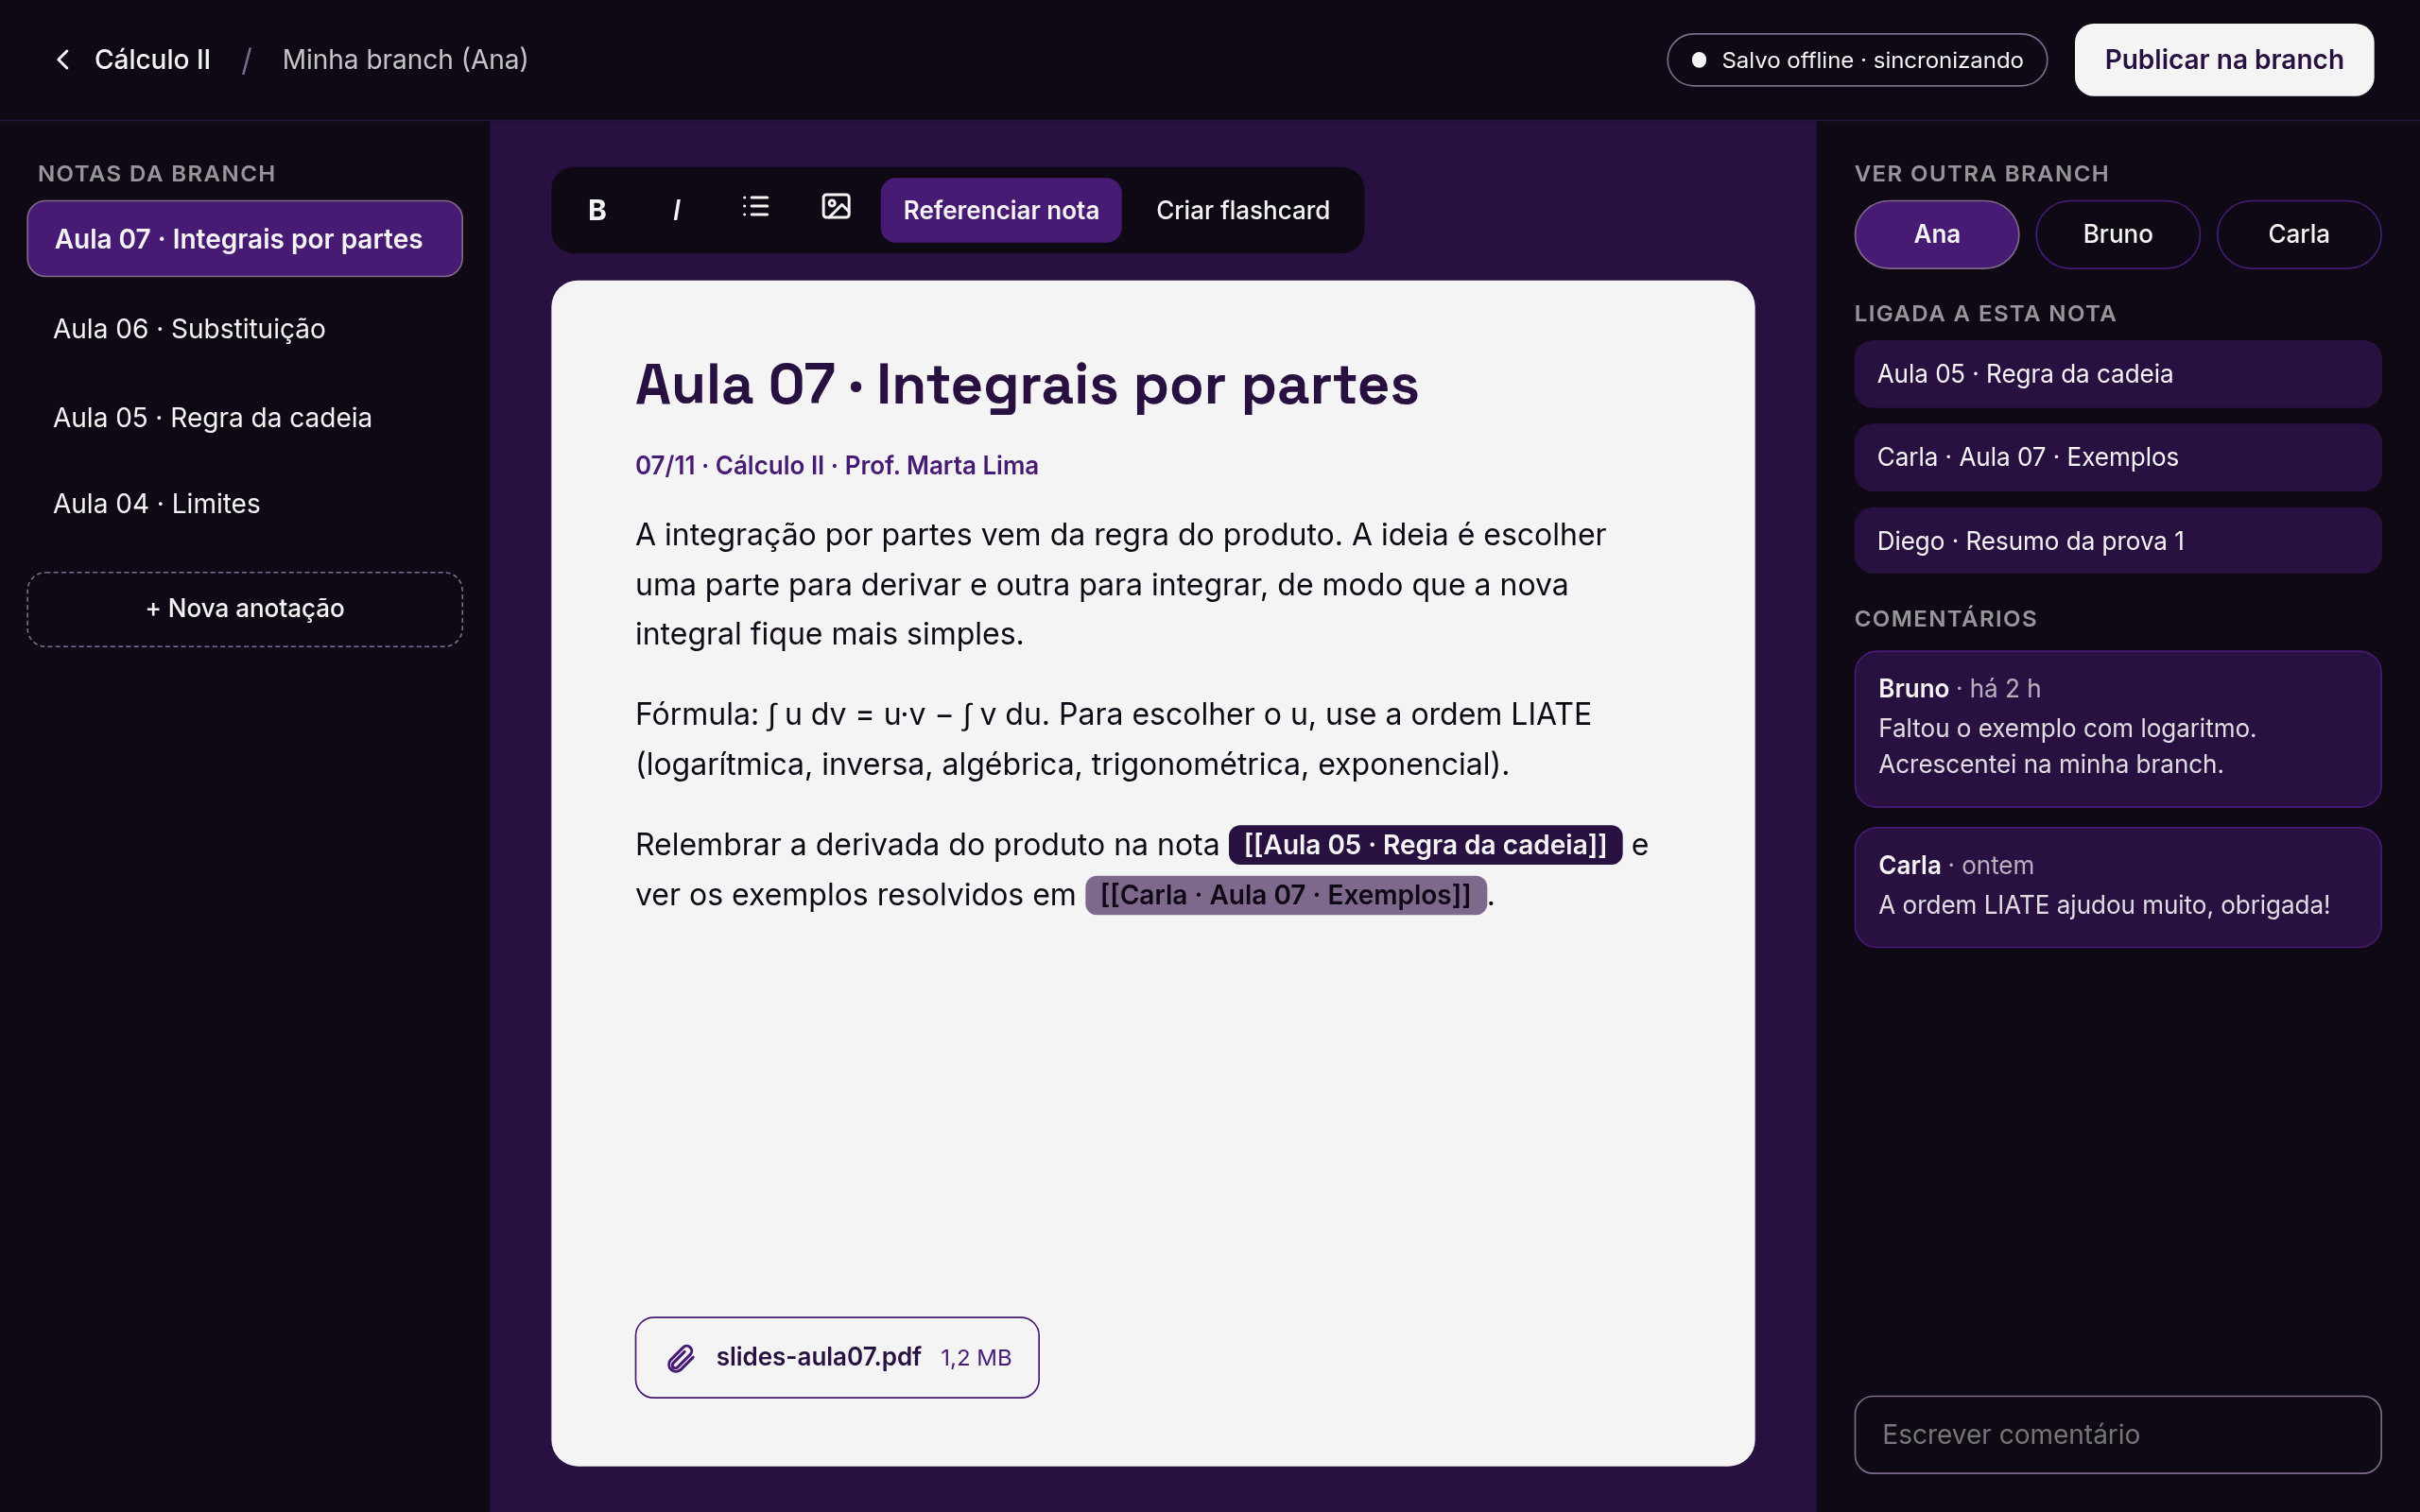 Cálculo II / Minha branch (Ana)
Salvo offline · sincronizando
Publicar na branch
NOTAS DA BRANCH
Aula 07 · Integrais por partes
Aula 06 · Substituição
Aula 05 · Regra da cadeia
Aula 04 · Limites
+ Nova anotação
B I Referenciar nota Criar flashcard
Aula 07 · Integrais por partes
07/11 · Cálculo II · Prof. Marta Lima
A integração por partes vem da regra do produto. A ideia é escolher
uma parte para derivar e outra para integrar, de modo que a nova
integral fique mais simples.
Fórmula: ∫ u dv = u·v − ∫ v du. Para escolher o u, use a ordem LIATE
(logarítmica, inversa, algébrica, trigonométrica, exponencial).
Relembrar a derivada do produto na nota [[Aula 05 · Regra da cadeia]] e
ver os exemplos resolvidos em [[Carla · Aula 07 · Exemplos]].
slides-aula07.pdf 1,2 MB
VER OUTRA BRANCH
Ana Bruno Carla
LIGADA A ESTA NOTA
Aula 05 · Regra da cadeia
Carla · Aula 07 · Exemplos
Diego · Resumo da prova 1
COMENTÁRIOS
Bruno · há 2 h
Faltou o exemplo com logaritmo.
Acrescentei na minha branch.
Carla · ontem
A ordem LIATE ajudou muito, obrigada!
Escrever comentário